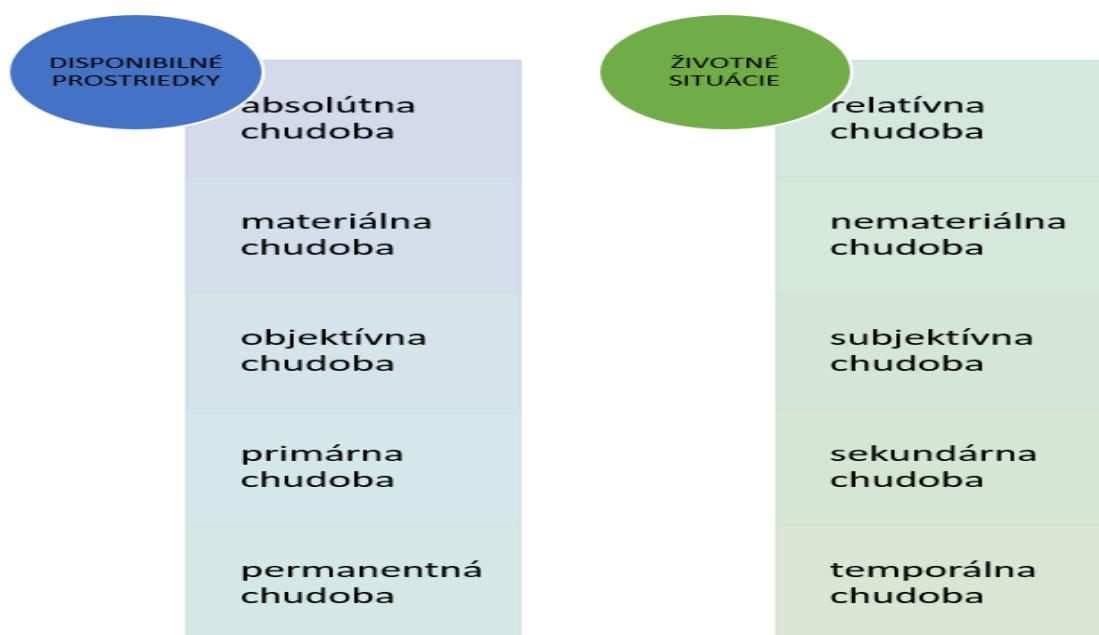 DISPONIBILNÉ
PROSTRIEDKY
absolútna
chudoba
materiálna
chudoba
objektívna
chudoba
primárna
chudoba
permanentná
chudoba
ŽIVOTNÉ
SITUÁCIE
relatívna
chudoba
nemateriálna
chudoba
subjektívna
chudoba
sekundárna
chudoba
temporálna
chudoba